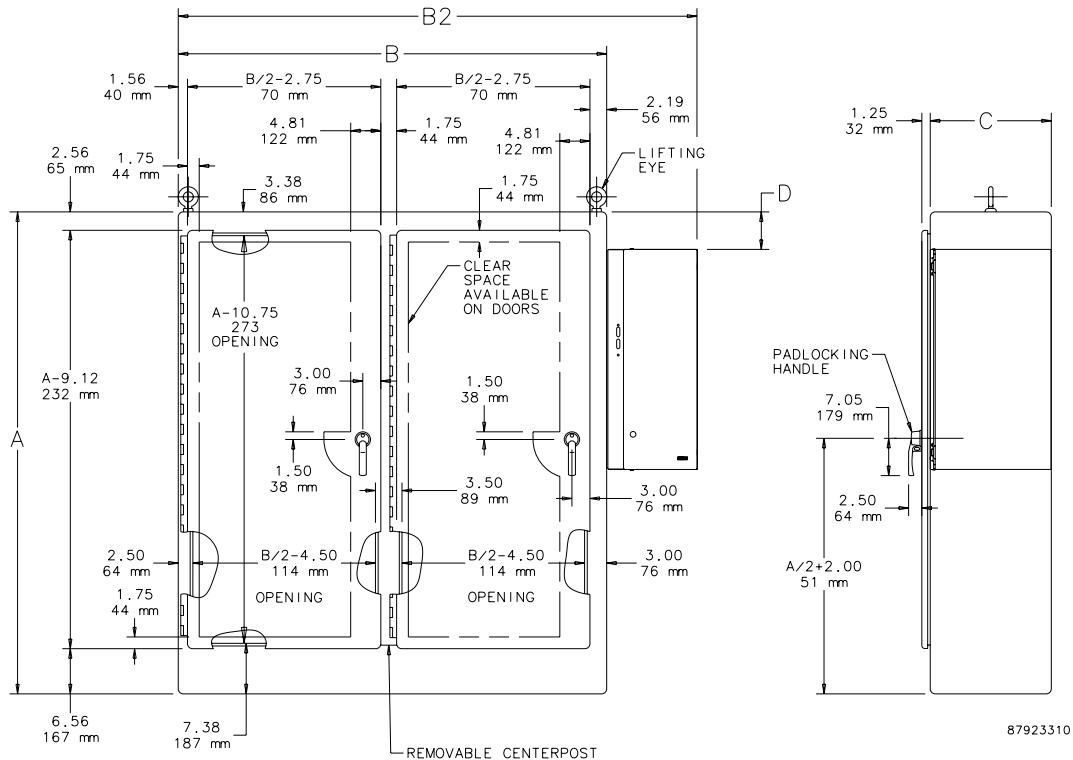 B2
B
1.56
40 mm
B/2-2.75
70 mm
B/2-2.75
70 mm
2.19
56 mm
1.25
32 mm
C
4.81
122 mm
1.75
44 mm
4.81
122 mm
2.56
65 mm
1.75
44 mm
3.38
86 mm
1.75
44 mm
LIFTING
EYE
D
CLEAR
SPACE
AVAILABLE
ON DOORS
A-10.75
273
OPENING
A-9.12
232 mm
3.00
76 mm
1.50
38 mm
PADLOCKING
HANDLE
7.05
179 mm
A
1.50
38 mm
3.50
89 mm
3.00
76 mm
2.50
64 mm
2.50
64 mm
B/2-4.50
114 mm
OPENING
B/2-4.50
114 mm
OPENING
3.00
76 mm
A/2+2.00
51 mm
1.75
44 mm
6.56
167 mm
7.38
187 mm
REMOVABLE CENTERPOST
87923310